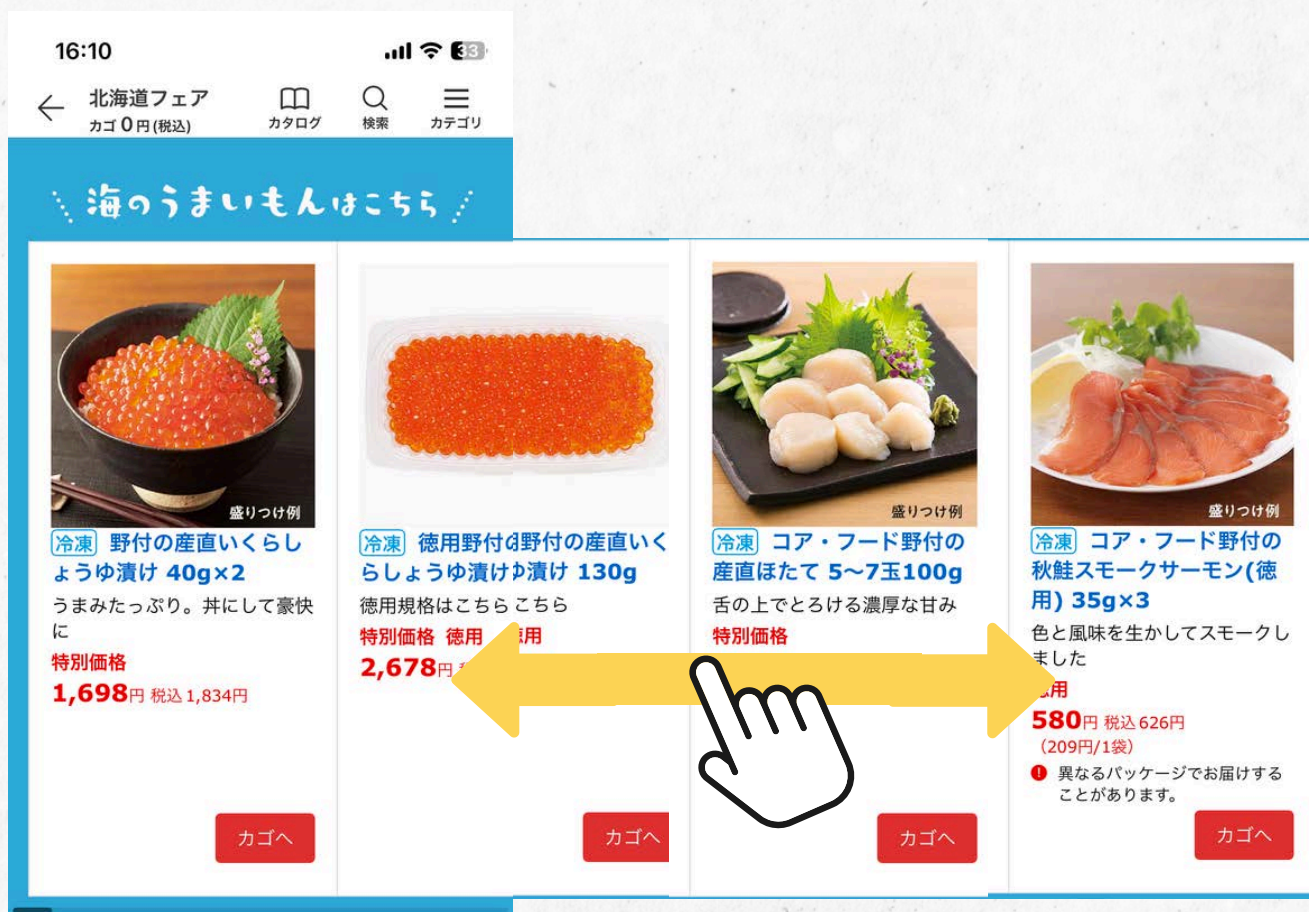 16:10
33
北海道フェア
カゴ 0 円(税込)
カタログ
検索
カテゴリ
海のうまいもんはこちら
盛りつけ例
冷凍 野付の産直いくらし
ょうゆ漬け 40g×2
うまみたっぷり。丼にして豪快
に
特別価格
1,698円 税込 1,834円
カゴへ
冷凍 徳用野付の野付の産直いく
らしょうゆ漬けゆ漬け 130g
徳用規格はこちら こちら
特別価格 徳用 徳用
2,678円
カゴへ
盛りつけ例
冷凍 コア・フード野付の
産直ほたて 5〜7玉100g
舌の上でとろける濃厚な甘み
特別価格
カゴへ
盛りつけ例
冷凍 コア・フード野付の
秋鮭スモークサーモン(徳
用) 35g×3
色と風味を生かしてスモークし
ました
用
580円 税込 626円
(209円/1袋)
異なるパッケージでお届けする
ことがあります。
カゴへ